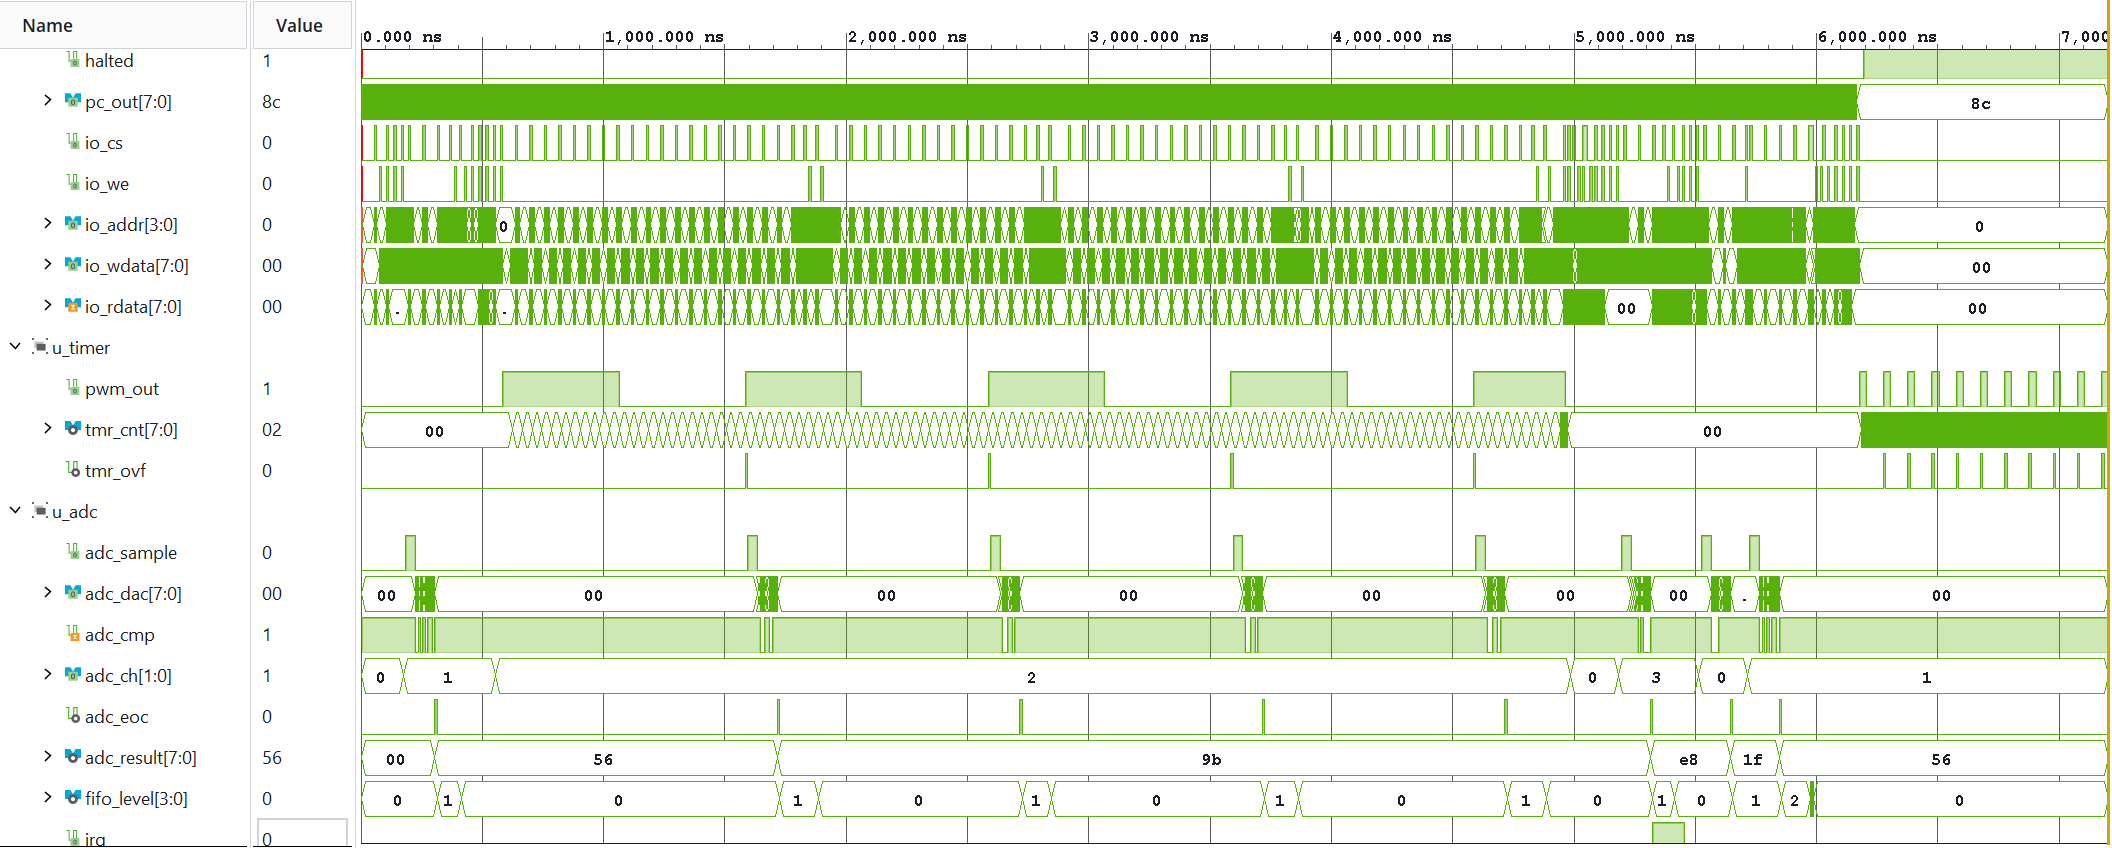 Name Value
0.000 ns 1,000.000 ns 2,000.000 ns 3,000.000 ns 4,000.000 ns 5,000.000 ns 6,000.000 ns 7,000
halted 1
pc_out[7:0] 8c 8c
io_cs 0
io_we 0
io_addr[3:0] 0 0 0
io_wdata[7:0] 00 00
io_rdata[7:0] 00 . . 00 00
u_timer
pwm_out 1
tmr_cnt[7:0] 02 00 00
tmr_ovf 0
u_adc
adc_sample 0
adc_dac[7:0] 00 00 00 00 00 00 00 00 . 00
adc_cmp 1
adc_ch[1:0] 1 0 1 2 0 3 0 1
adc_eoc 0
adc_result[7:0] 56 00 56 9b e8 1f 56
fifo_level[3:0] 0 0 1 0 1 0 1 0 1 0 1 0 1 0 1 2 0
irq 0